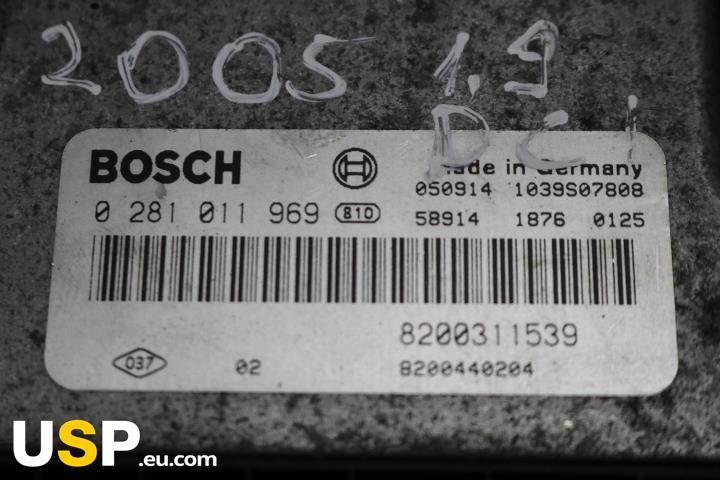 2005 1.9
DCi
BOSCH
Made in Germany
050914 1039S07808
0 281 011 969 810
58914 1876 0125
8200311539
037 02 8200440204
USP.eu.com